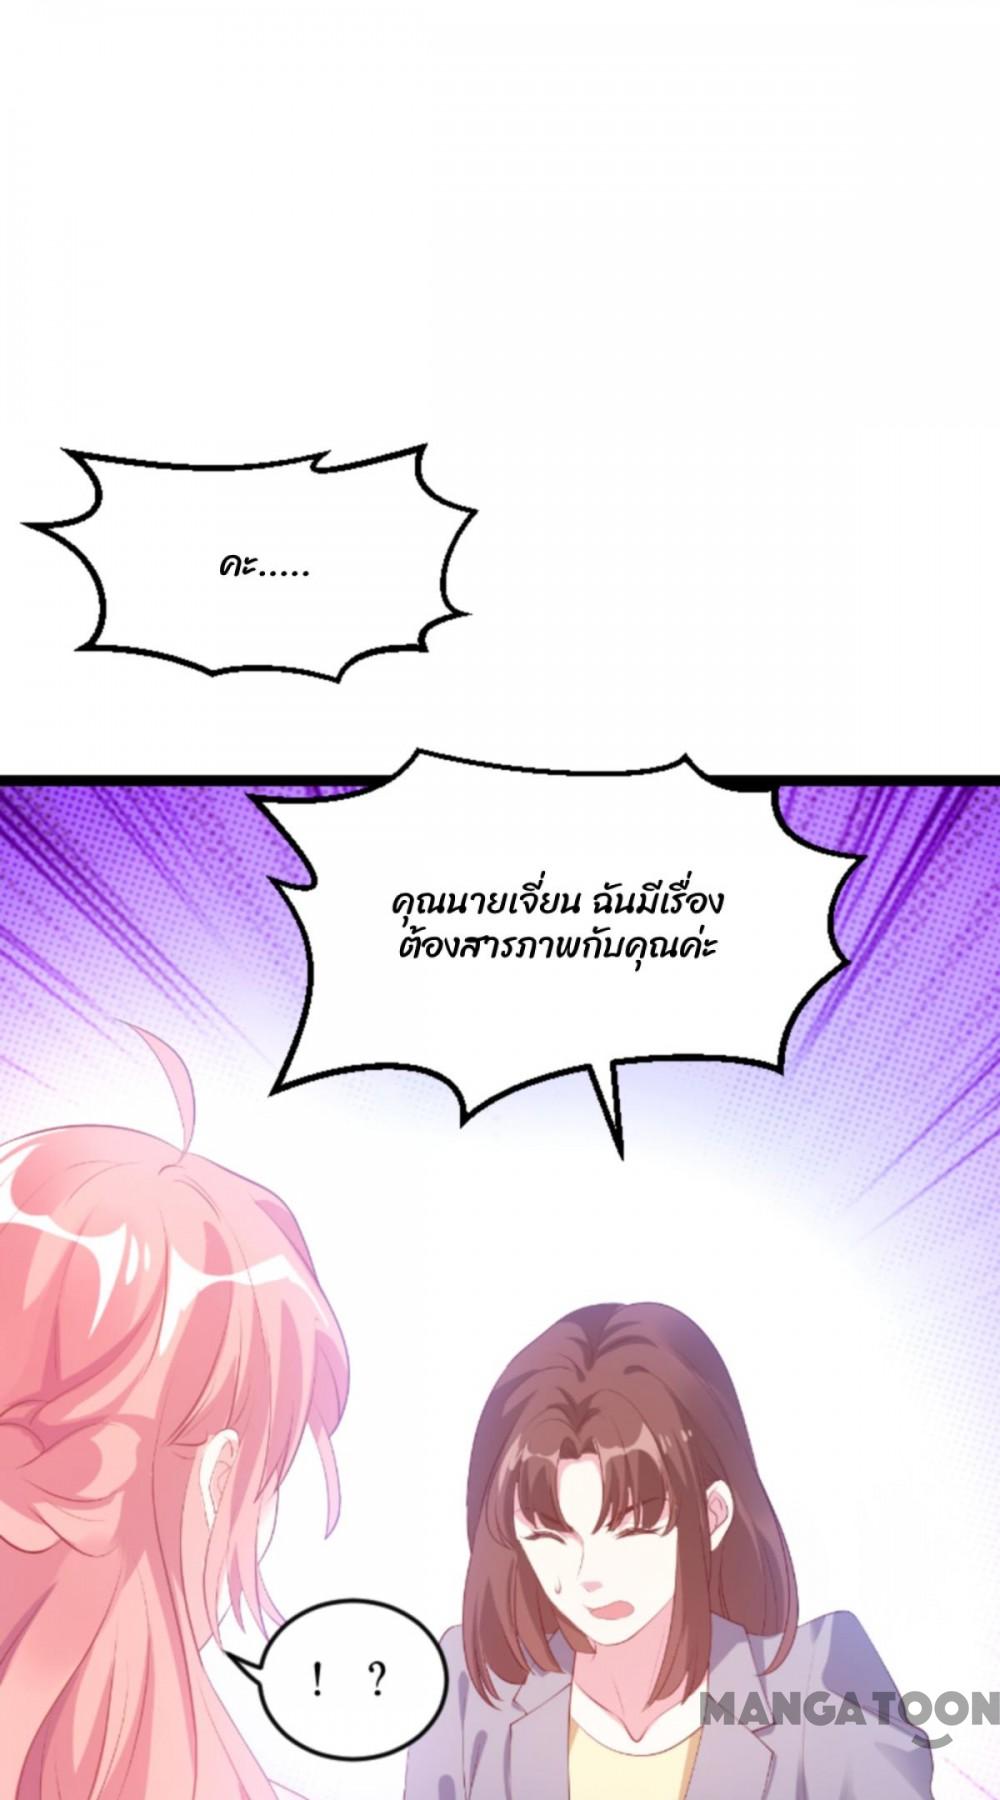 คะ.....
คุณนายเจี่ยน ฉันมีเรื่อง
ต้องสารภาพกับคุณค่ะ
! ?
MANGATOON